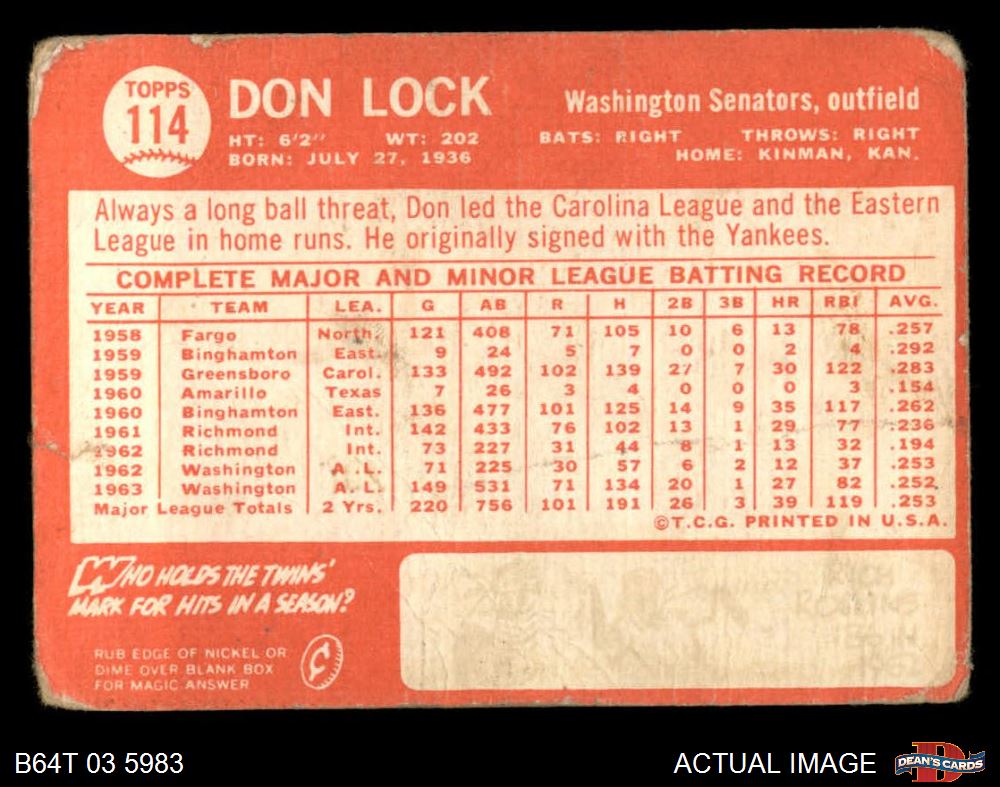 TOPPS
114
DON LOCK
Washington Senators, outfield
HT: 6'2" WT: 202 BATS: RIGHT THROWS: RIGHT
BORN: JULY 27, 1936 HOME: KINMAN, KAN.
Always a long ball threat, Don led the Carolina League and the Eastern
League in home runs. He originally signed with the Yankees.
COMPLETE MAJOR AND MINOR LEAGUE BATTING RECORD
YEAR TEAM LEA. G AB R H 2B 3B HR RBI AVG.
1958 Fargo North. 121 408 71 105 10 6 13 78 .257
1959 Binghamton East. 9 24 5 7 0 0 2 4 .292
1959 Greensboro Carol. 133 492 102 139 27 7 30 122 .283
1960 Amarillo Texas 7 26 3 4 0 0 0 3 .154
1960 Binghamton East. 136 477 101 125 14 9 35 117 .262
1961 Richmond Int. 142 433 76 102 13 1 29 77 .236
1962 Richmond Int. 73 227 31 44 8 1 13 32 .194
1962 Washington A.L. 71 225 30 57 6 2 12 37 .253
1963 Washington A.L. 149 531 71 134 20 1 27 82 .252
Major League Totals 2 Yrs. 220 756 101 191 26 3 39 119 .253
©T.C.G. PRINTED IN U.S.A.
WHO HOLDS THE TWINS'
MARK FOR HITS IN A SEASON?
RUB EDGE OF NICKEL OR
DIME OVER BLANK BOX
FOR MAGIC ANSWER
RICH
ROLLINS
B64T 03 5983
ACTUAL IMAGE
DEAN'S CARDS